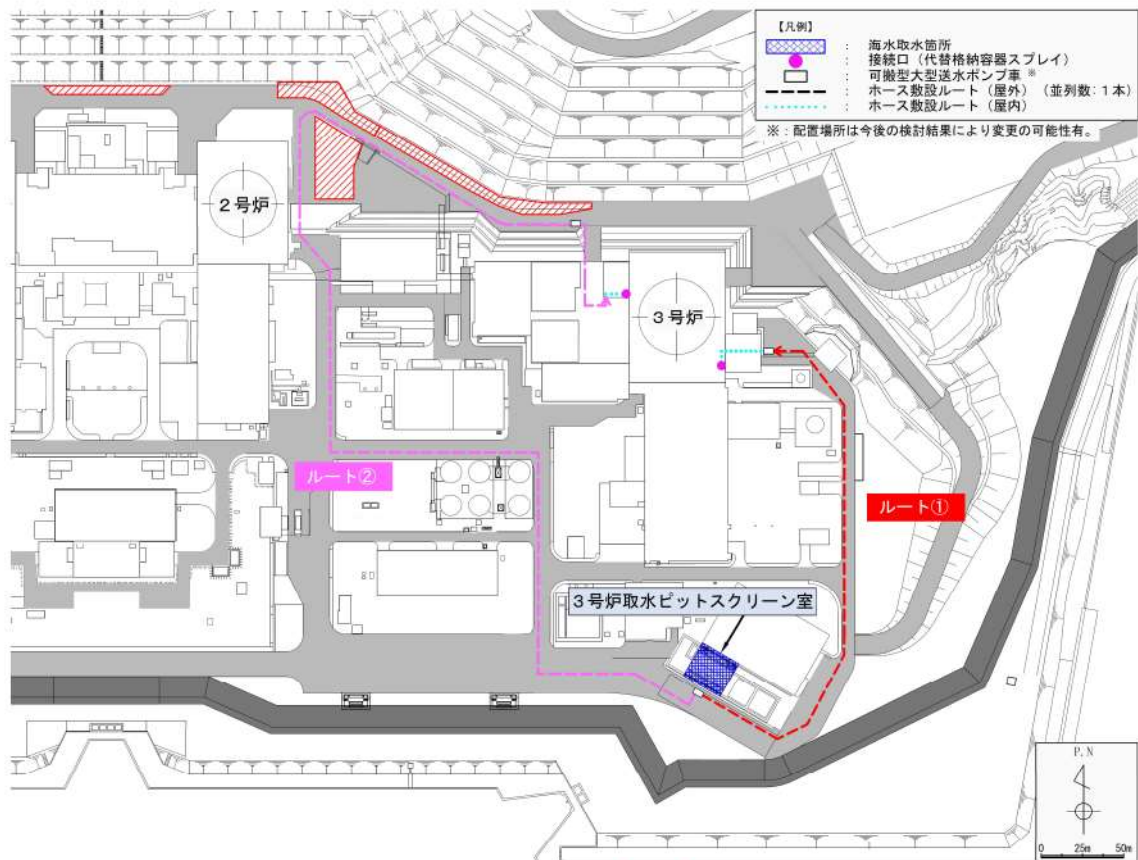 【凡例】
： 海水取水箇所
： 接続口（代替格納容器スプレイ）
： 可搬型大型送水ポンプ車 ※
： ホース敷設ルート（屋外）（並列数：１本）
： ホース敷設ルート（屋内）
※：配置場所は今後の検討結果により変更の可能性有。
２号炉
３号炉
ルート②
ルート①
３号炉取水ピットスクリーン室
P.N
0 25m 50m